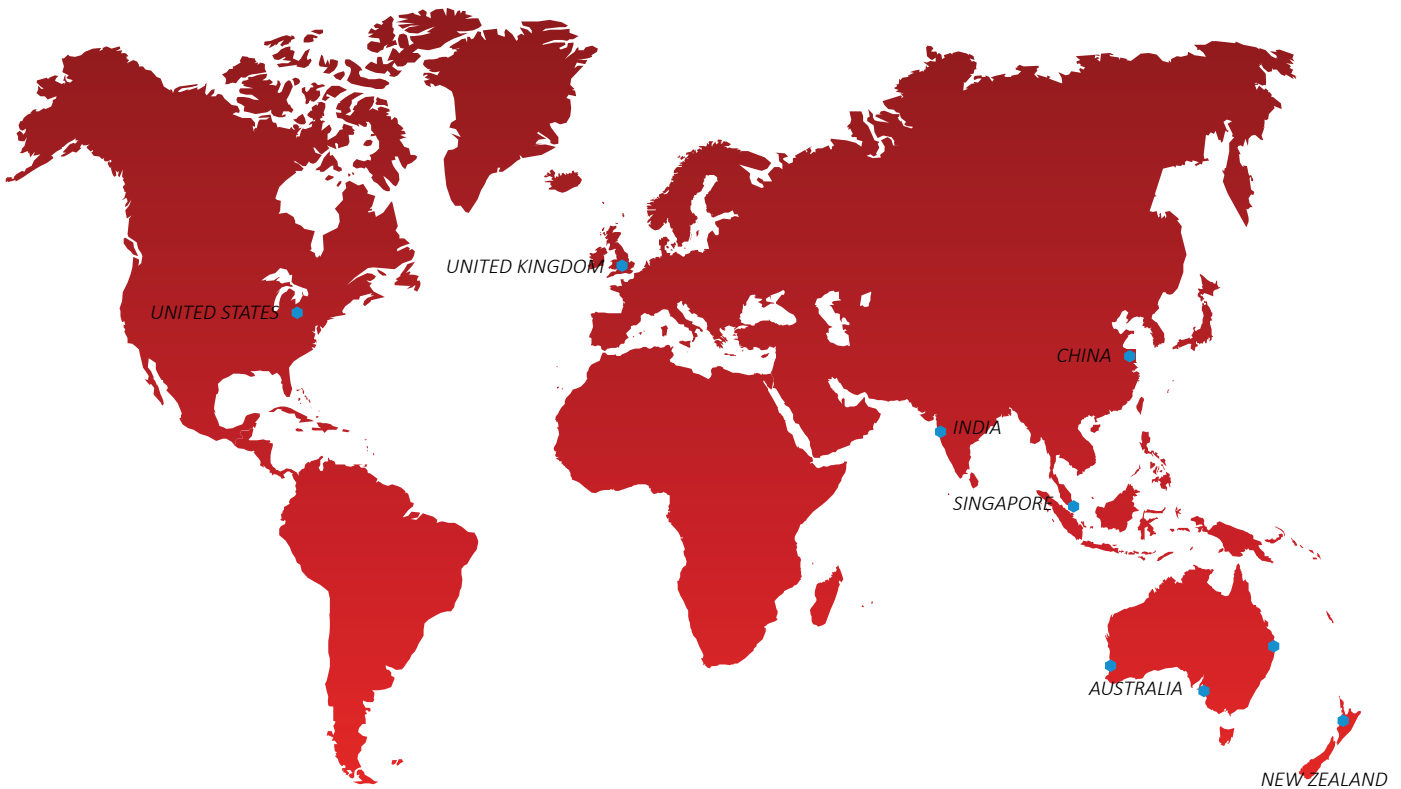 UNITED KINGDOM
UNITED STATES
CHINA
INDIA
SINGAPORE
AUSTRALIA
NEW ZEALAND